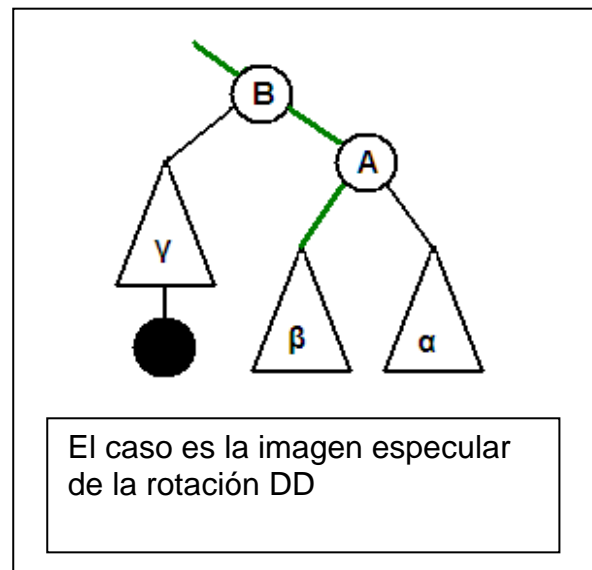 B
A
γ
β
α
El caso es la imagen especular
de la rotación DD